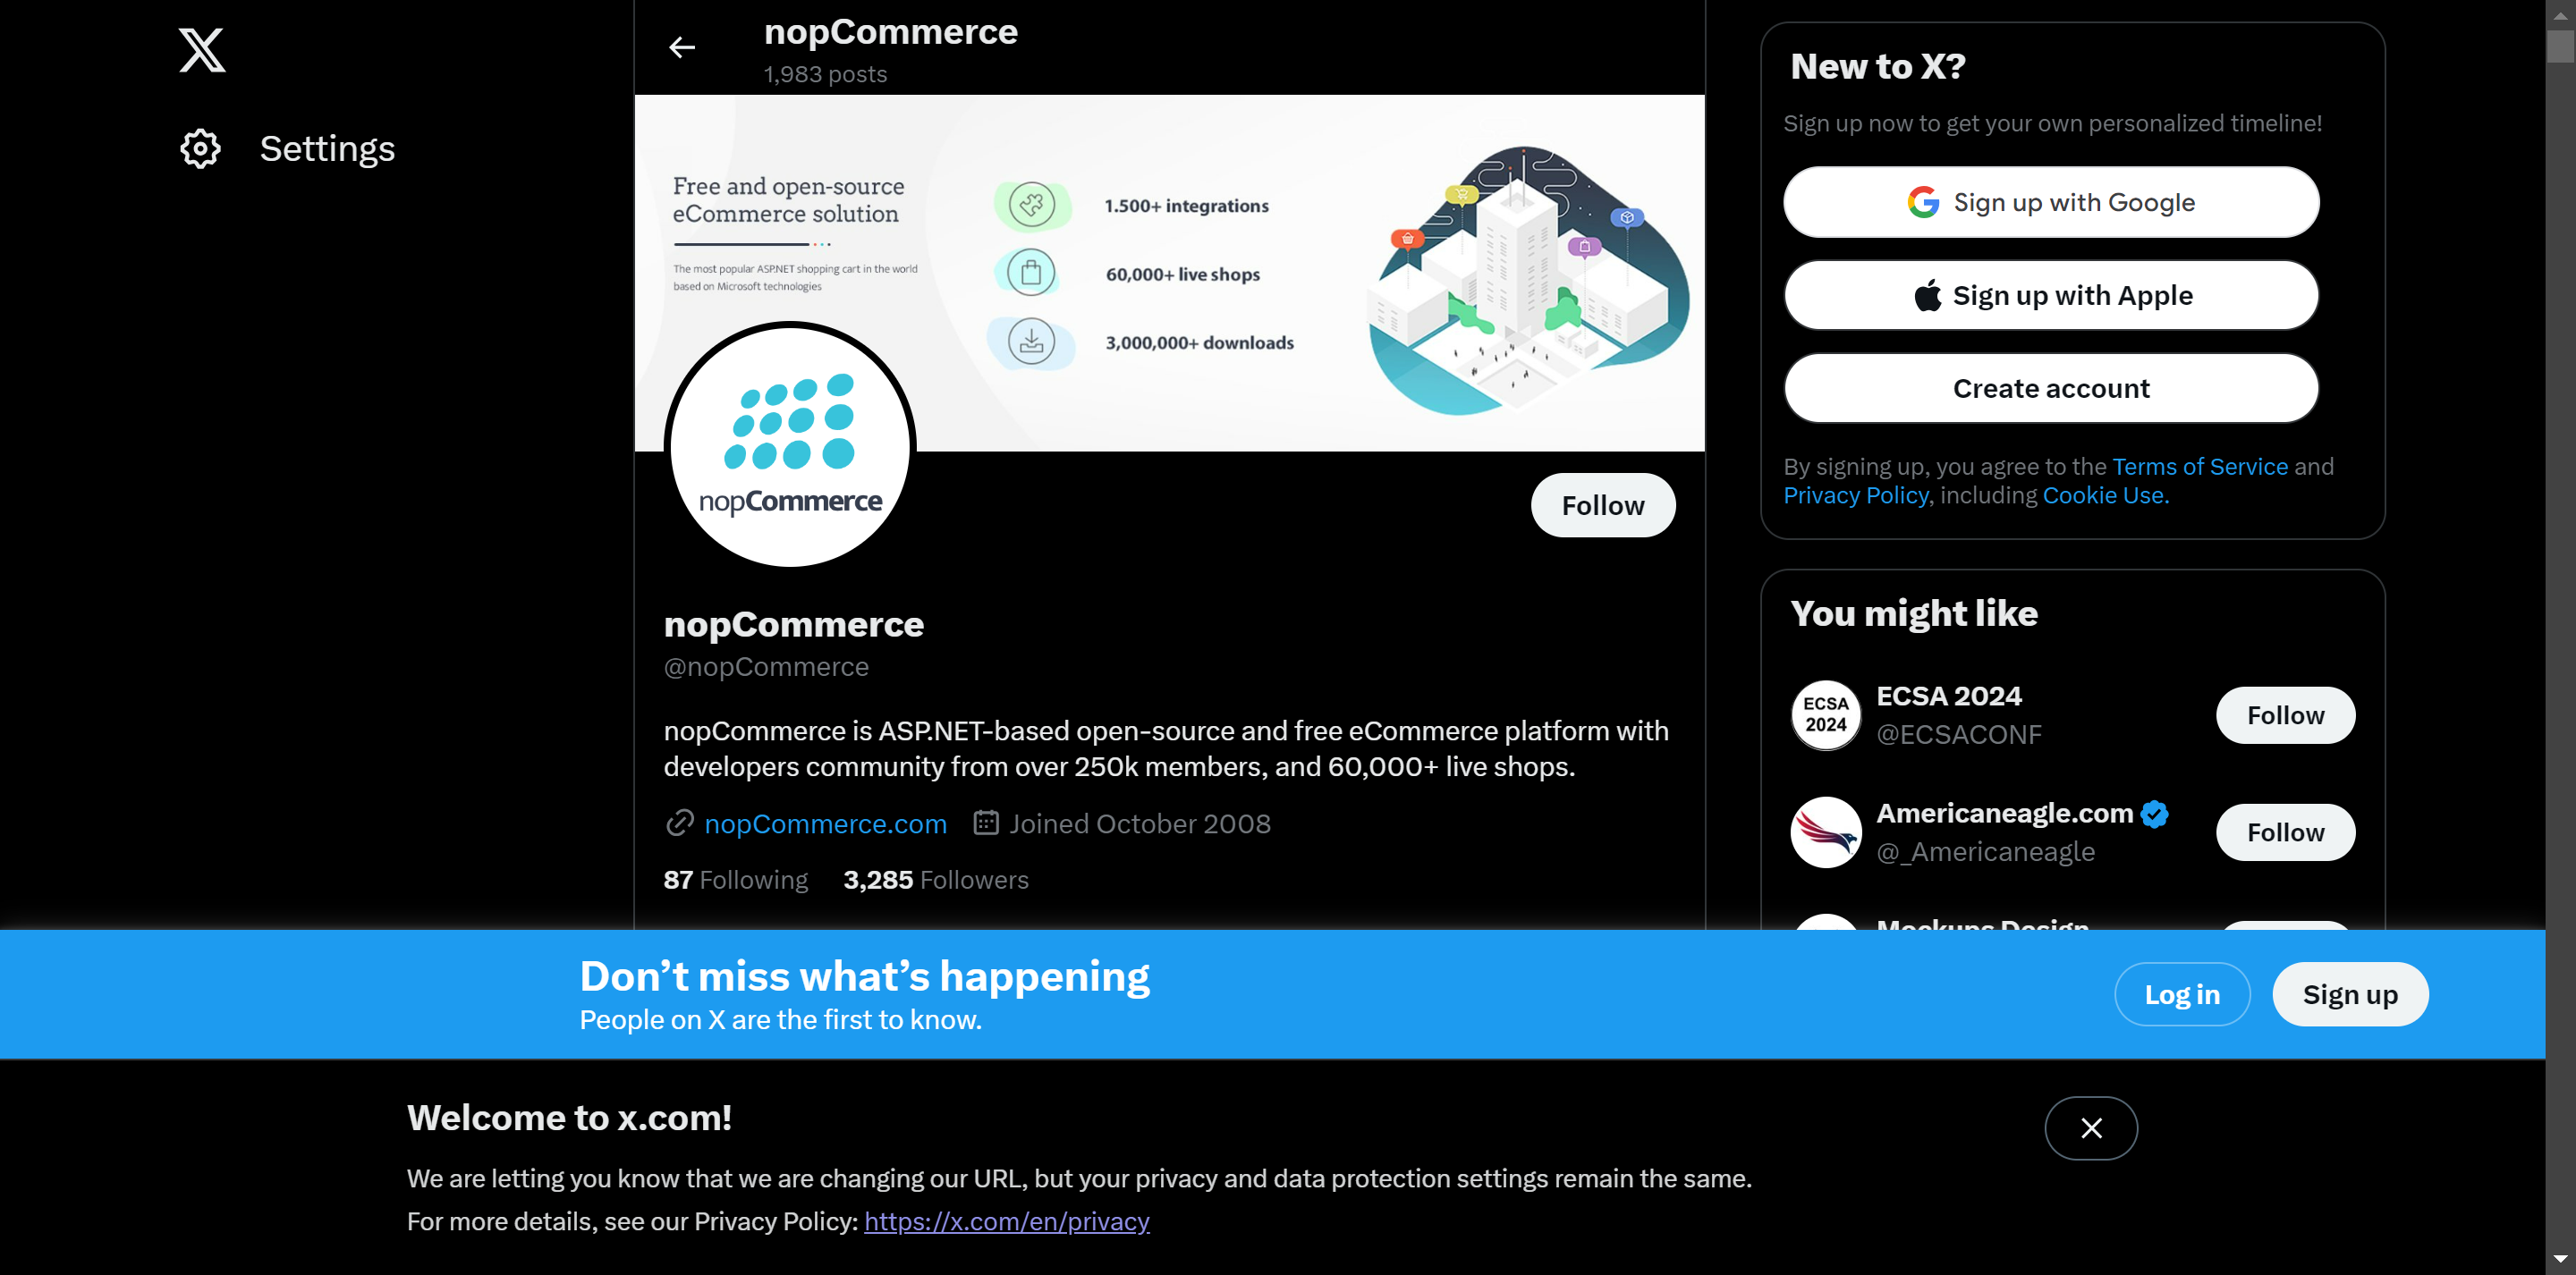 Settings
nopCommerce
1,983 posts
Free and open-source
eCommerce solution
The most popular ASP.NET shopping cart in the world
based on Microsoft technologies
1.500+ integrations
60,000+ live shops
3,000,000+ downloads
nopCommerce
Follow
nopCommerce
@nopCommerce
nopCommerce is ASP.NET-based open-source and free eCommerce platform with
developers community from over 250k members, and 60,000+ live shops.
nopCommerce.com Joined October 2008
87 Following 3,285 Followers
New to X?
Sign up now to get your own personalized timeline!
Sign up with Google
Sign up with Apple
Create account
By signing up, you agree to the Terms of Service and
Privacy Policy, including Cookie Use.
You might like
ECSA
2024
ECSA 2024
@ECSACONF
Follow
Americaneagle.com
@_Americaneagle
Follow
Mockups Design
Don’t miss what’s happening
People on X are the first to know.
Log in
Sign up
Welcome to x.com!
We are letting you know that we are changing our URL, but your privacy and data protection settings remain the same.
For more details, see our Privacy Policy: https://x.com/en/privacy